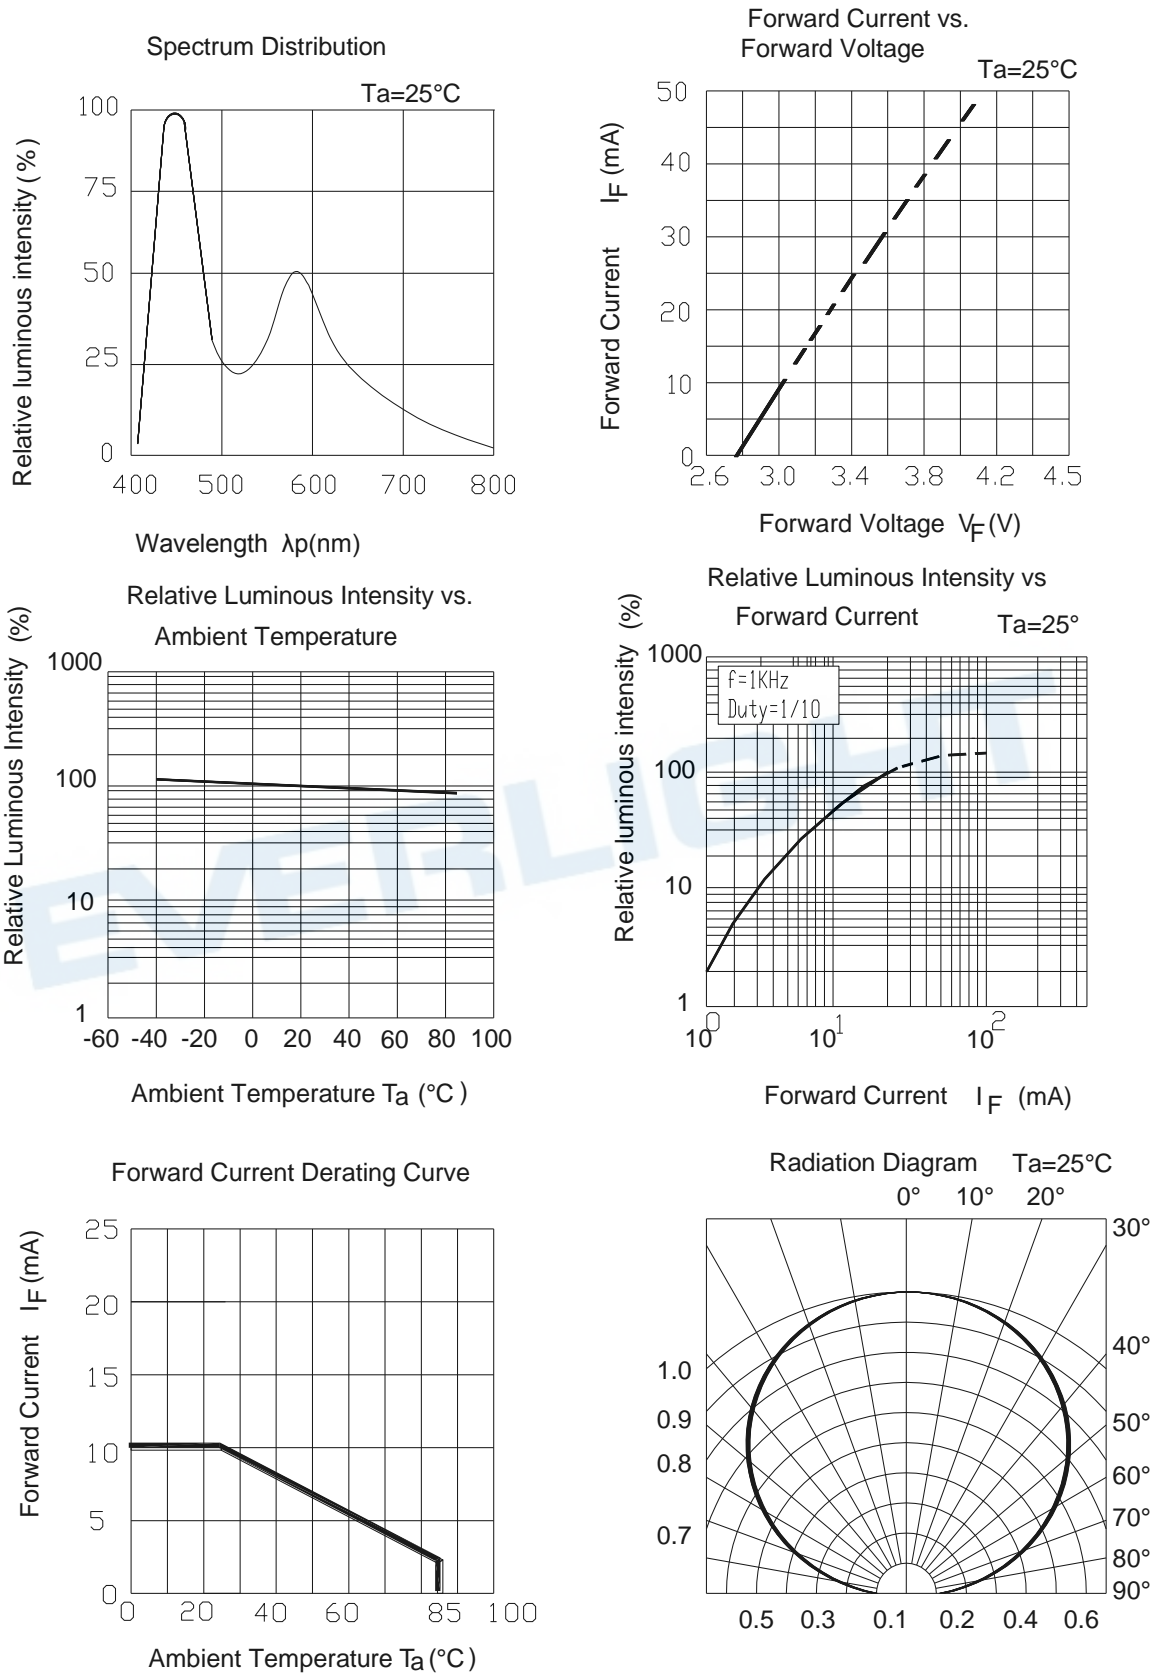 Spectrum Distribution
Ta=25°C
Relative luminous intensity (%)
100
75
50
25
0
400 500 600 700 800
Wavelength λp(nm)
Forward Current vs.
Forward Voltage
Ta=25°C
Forward Current IF (mA)
50
40
30
20
10
0
2.6 3.0 3.4 3.8 4.2 4.5
Forward Voltage VF(V)
Relative Luminous Intensity vs.
Ambient Temperature
Relative Luminous Intensity (%)
1000
100
10
1
-60 -40 -20 0 20 40 60 80 100
Ambient Temperature Ta (°C)
Relative Luminous Intensity vs
Forward Current
Ta=25°
Relative luminous intensity (%)
f=1KHz
Duty=1/10
1000
100
10
1
10⁰ 10¹ 10²
Forward Current IF (mA)
EVERLIGHT
Forward Current Derating Curve
Forward Current IF (mA)
25
20
15
10
5
0
0 20 40 60 85 100
Ambient Temperature Ta (°C)
Radiation Diagram Ta=25°C
0° 10° 20°
30°
40°
50°
60°
70°
80°
90°
1.0
0.9
0.8
0.7
0.5 0.3 0.1 0.2 0.4 0.6